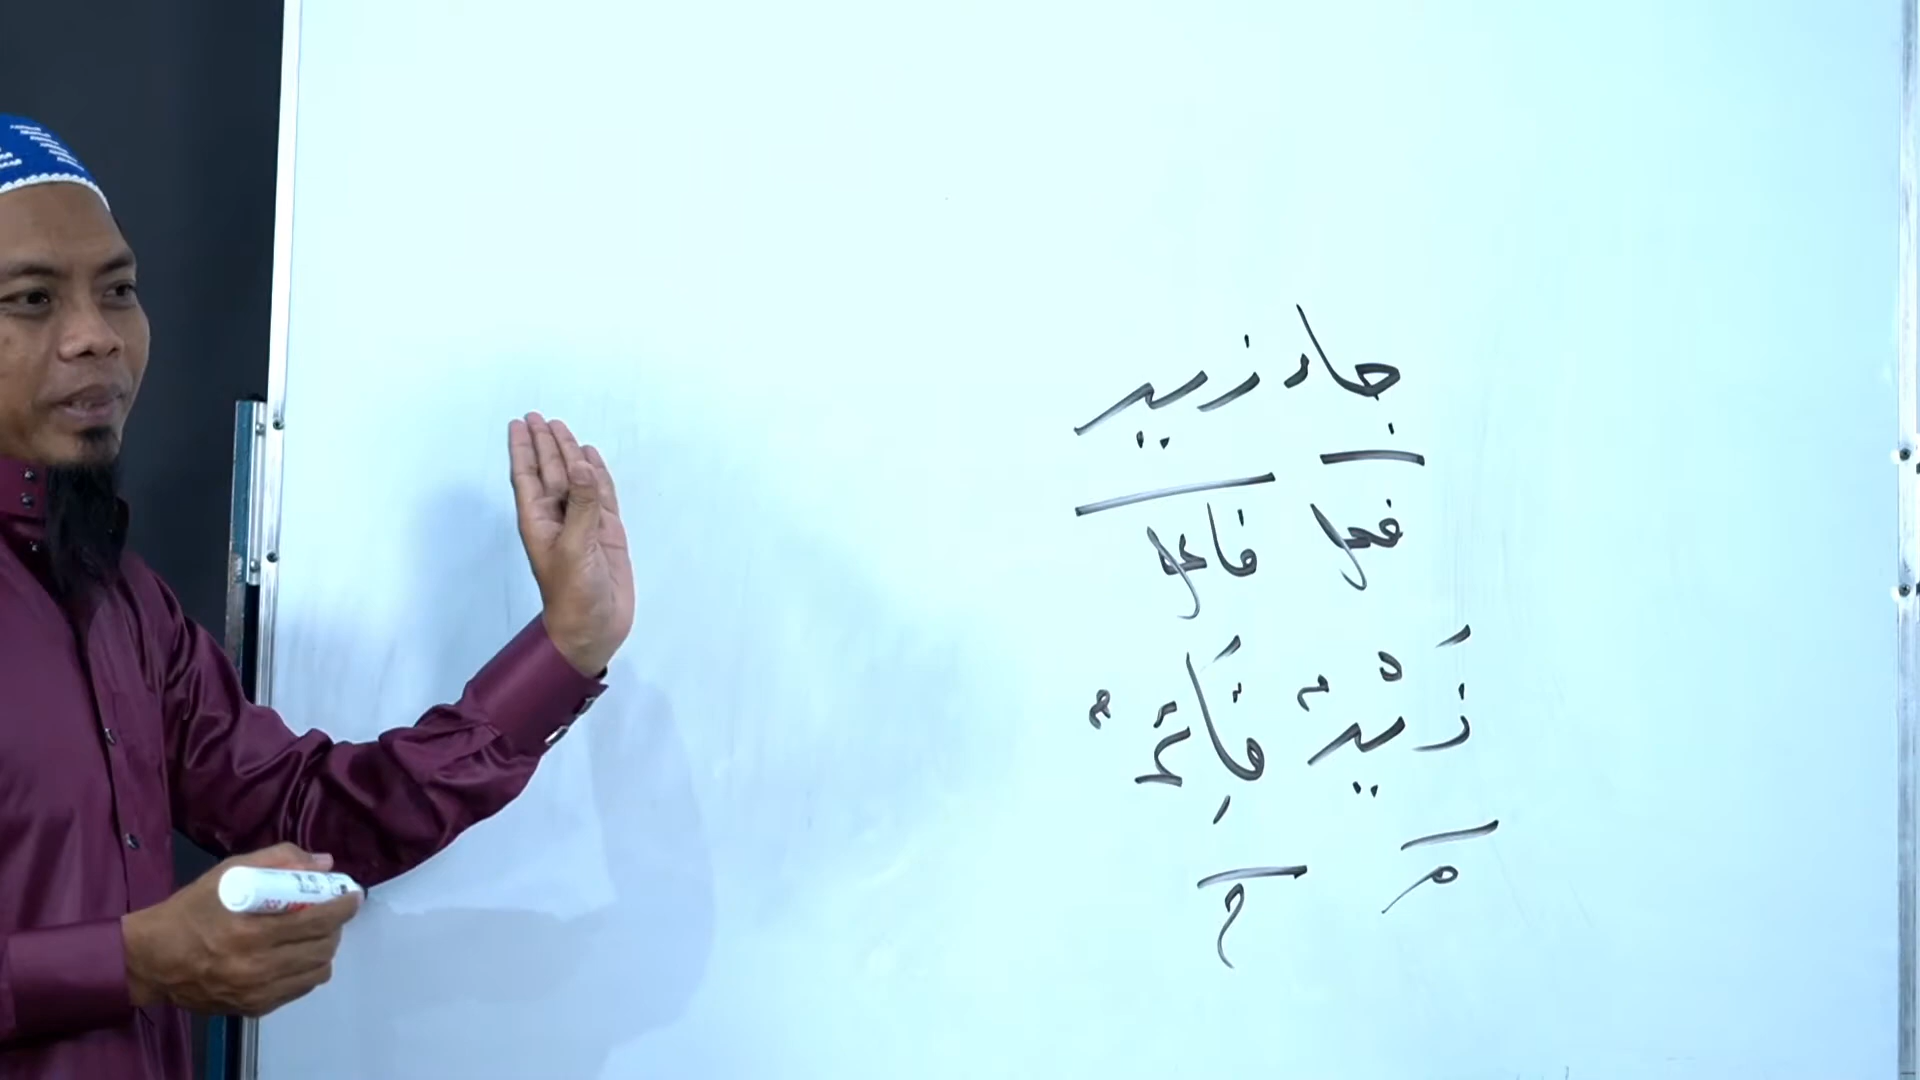 جاء زيد
فعل فاعل
زَيْدٌ قَائِمٌ
م خ